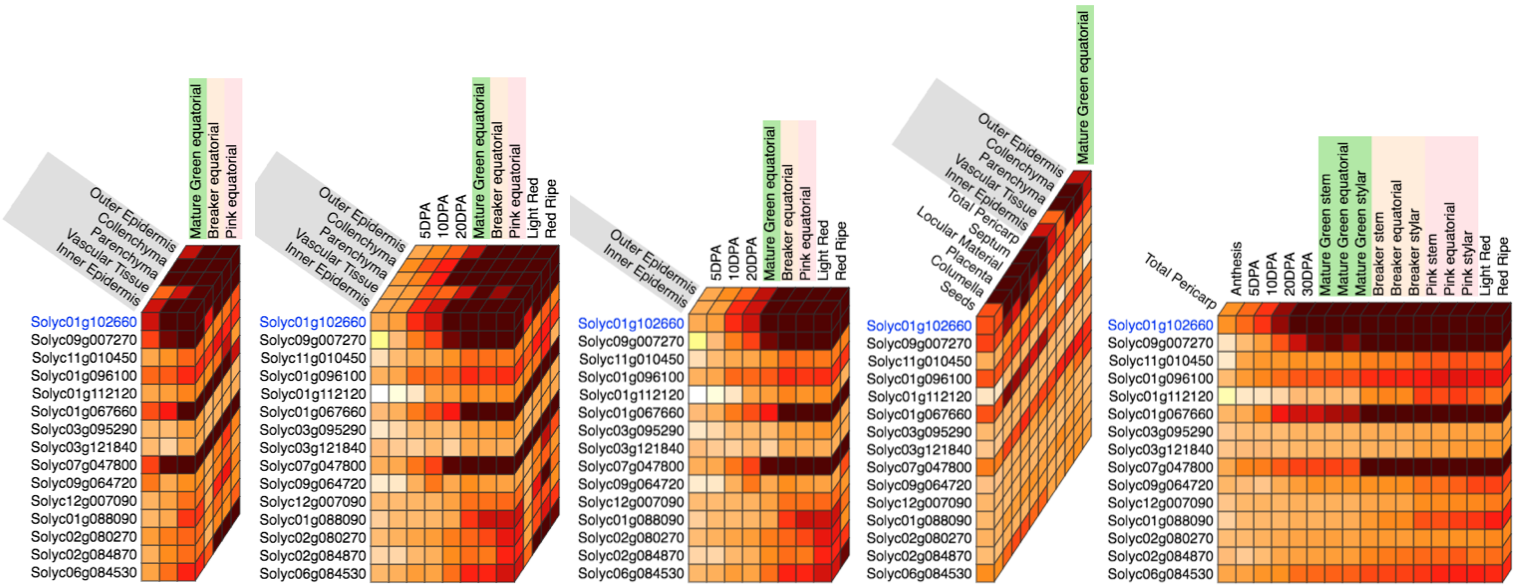 Outer Epidermis
Collenchyma
Parenchyma
Vascular Tissue
Inner Epidermis
Mature Green equatorial
Breaker equatorial
Pink equatorial
Solyc01g102660
Solyc09g007270
Solyc11g010450
Solyc01g096100
Solyc01g112120
Solyc01g067660
Solyc03g095290
Solyc03g121840
Solyc07g047800
Solyc09g064720
Solyc12g007090
Solyc01g088090
Solyc02g080270
Solyc02g084870
Solyc06g084530
Outer Epidermis
Collenchyma
Parenchyma
Vascular Tissue
Inner Epidermis
5DPA
10DPA
20DPA
Mature Green equatorial
Breaker equatorial
Pink equatorial
Light Red
Red Ripe
Solyc01g102660
Solyc09g007270
Solyc11g010450
Solyc01g096100
Solyc01g112120
Solyc01g067660
Solyc03g095290
Solyc03g121840
Solyc07g047800
Solyc09g064720
Solyc12g007090
Solyc01g088090
Solyc02g080270
Solyc02g084870
Solyc06g084530
Outer Epidermis
Inner Epidermis
5DPA
10DPA
20DPA
Mature Green equatorial
Breaker equatorial
Pink equatorial
Light Red
Red Ripe
Solyc01g102660
Solyc09g007270
Solyc11g010450
Solyc01g096100
Solyc01g112120
Solyc01g067660
Solyc03g095290
Solyc03g121840
Solyc07g047800
Solyc09g064720
Solyc12g007090
Solyc01g088090
Solyc02g080270
Solyc02g084870
Solyc06g084530
Outer Epidermis
Collenchyma
Parenchyma
Vascular Tissue
Inner Epidermis
Total Pericarp
Septum
Locular Material
Placenta
Columella
Seeds
Mature Green equatorial
Solyc01g102660
Solyc09g007270
Solyc11g010450
Solyc01g096100
Solyc01g112120
Solyc01g067660
Solyc03g095290
Solyc03g121840
Solyc07g047800
Solyc09g064720
Solyc12g007090
Solyc01g088090
Solyc02g080270
Solyc02g084870
Solyc06g084530
Total Pericarp
Anthesis
5DPA
10DPA
20DPA
30DPA
Mature Green stem
Mature Green equatorial
Mature Green stylar
Breaker stem
Breaker equatorial
Breaker stylar
Pink stem
Pink equatorial
Pink stylar
Light Red
Red Ripe
Solyc01g102660
Solyc09g007270
Solyc11g010450
Solyc01g096100
Solyc01g112120
Solyc01g067660
Solyc03g095290
Solyc03g121840
Solyc07g047800
Solyc09g064720
Solyc12g007090
Solyc01g088090
Solyc02g080270
Solyc02g084870
Solyc06g084530